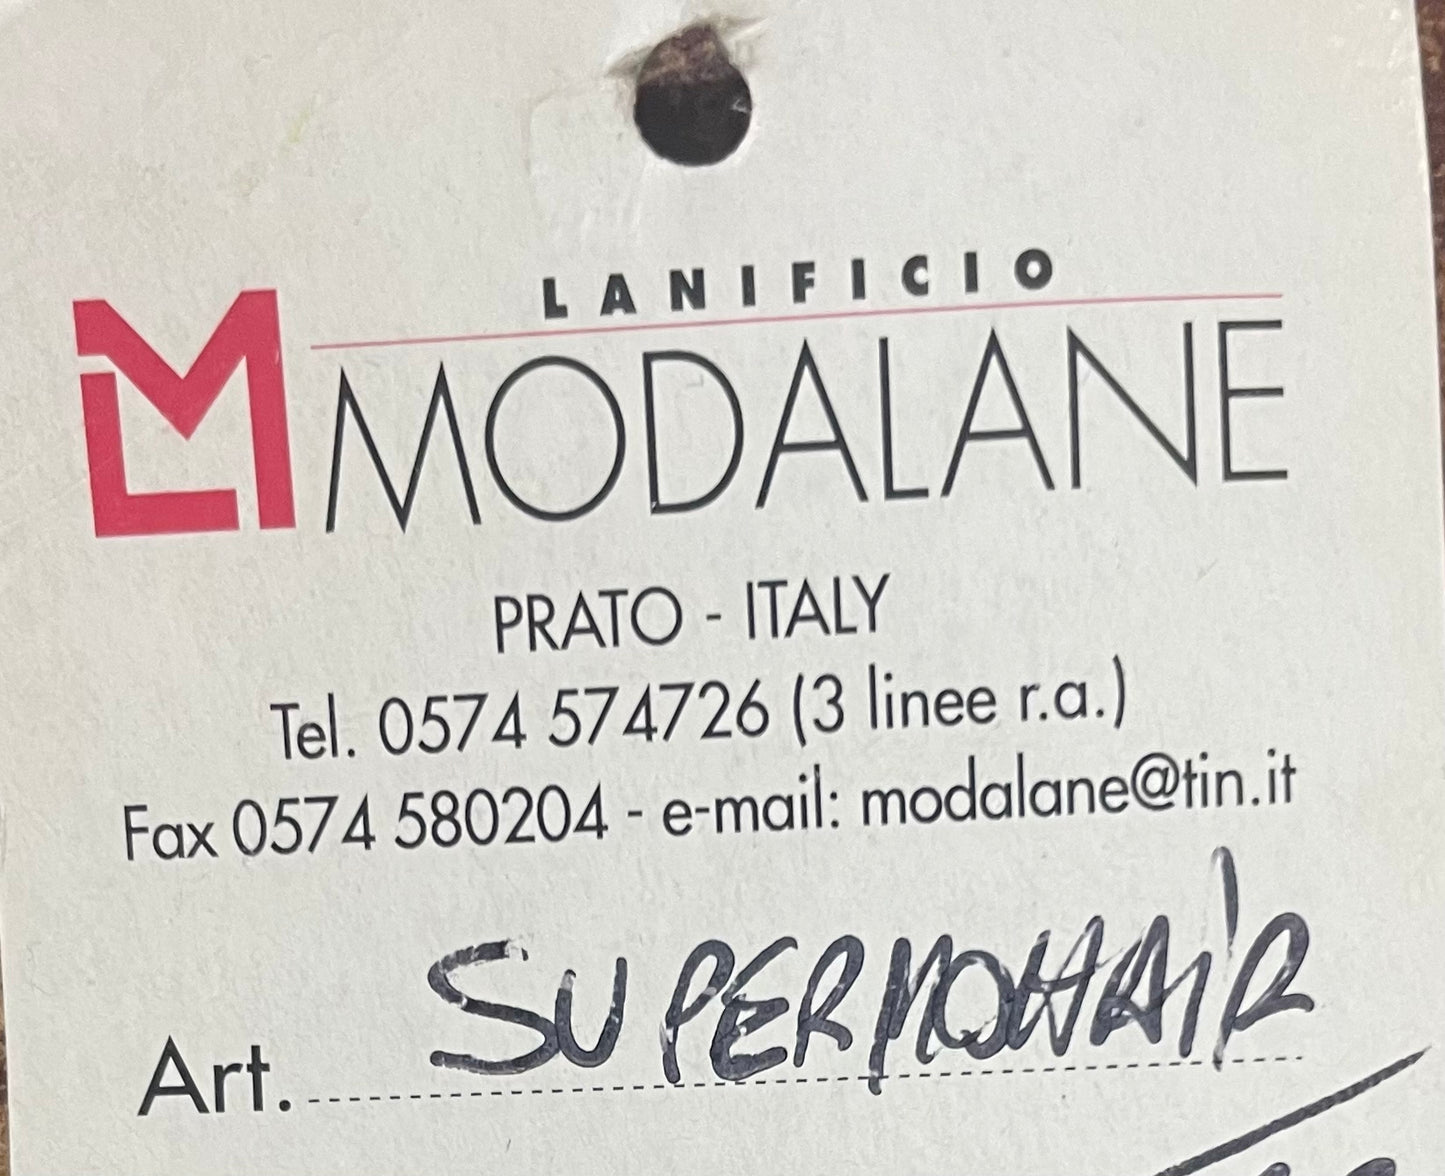 LANIFICIO
MODALANE
PRATO - ITALY
Tel. 0574 574726 (3 linee r.a.)
Fax 0574 580204 - e-mail: modalane@tin.it
Art. SUPERMOHAIR